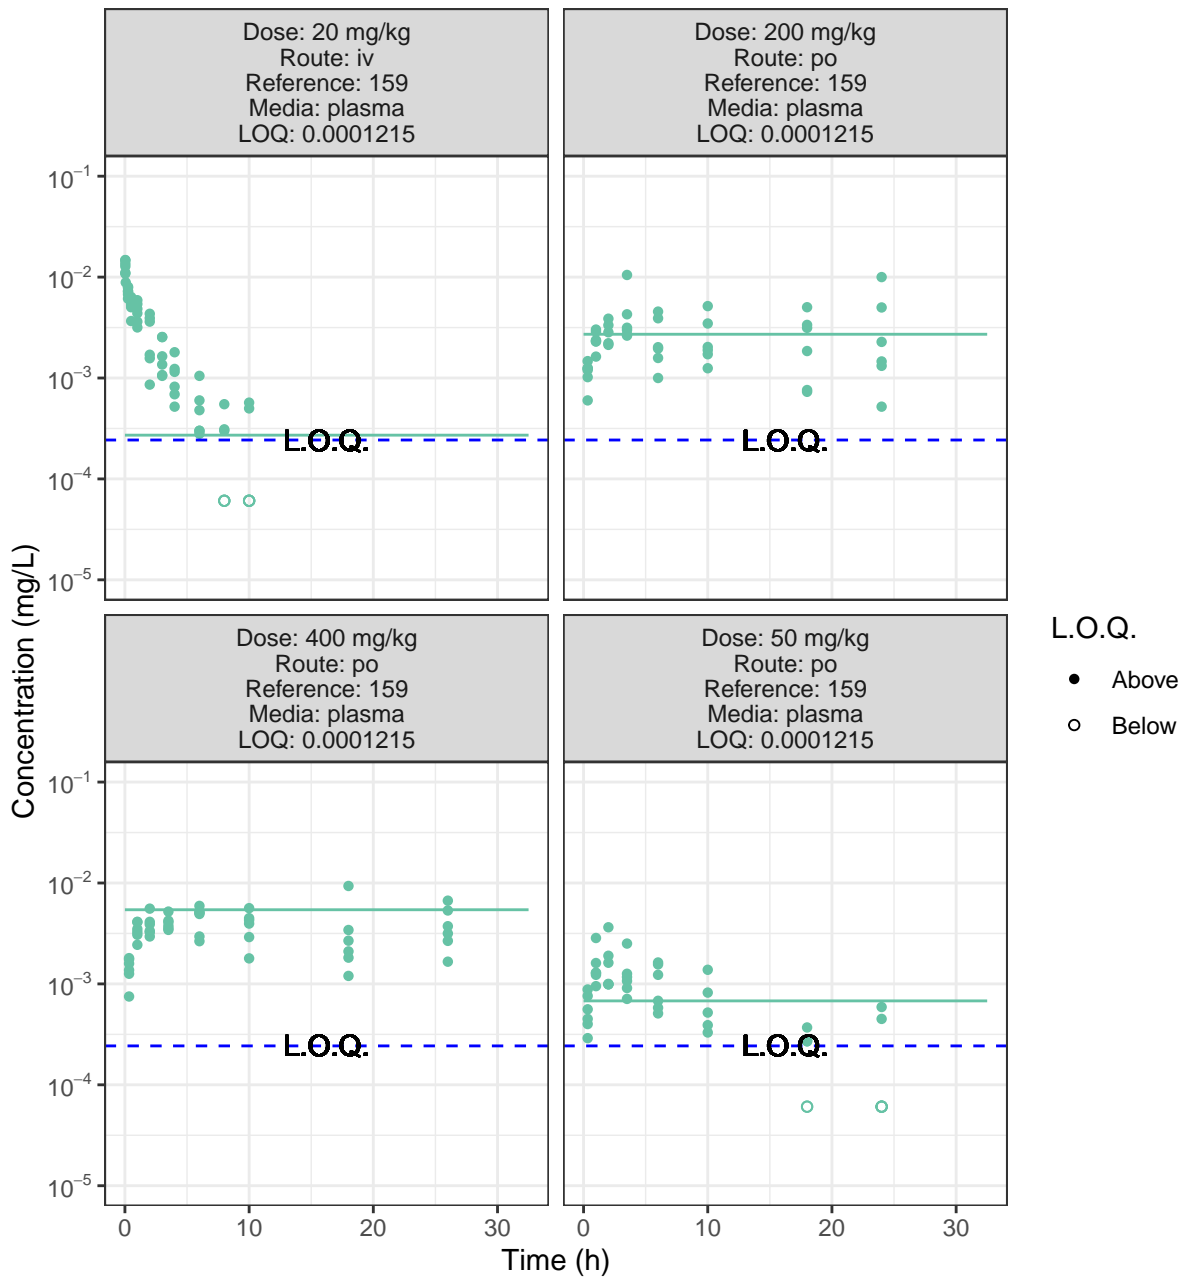 Dose: 20 mg/kg
Route: iv
Reference: 159
Media: plasma
LOQ: 0.0001215
Dose: 200 mg/kg
Route: po
Reference: 159
Media: plasma
LOQ: 0.0001215
10⁻¹
10⁻²
10⁻³
10⁻⁴
10⁻⁵
L.O.Q.
L.O.Q.
Dose: 400 mg/kg
Route: po
Reference: 159
Media: plasma
LOQ: 0.0001215
Dose: 50 mg/kg
Route: po
Reference: 159
Media: plasma
LOQ: 0.0001215
10⁻¹
10⁻²
10⁻³
10⁻⁴
10⁻⁵
L.O.Q.
L.O.Q.
0 10 20 30
0 10 20 30
Time (h)
Concentration (mg/L)
L.O.Q.
Above
Below